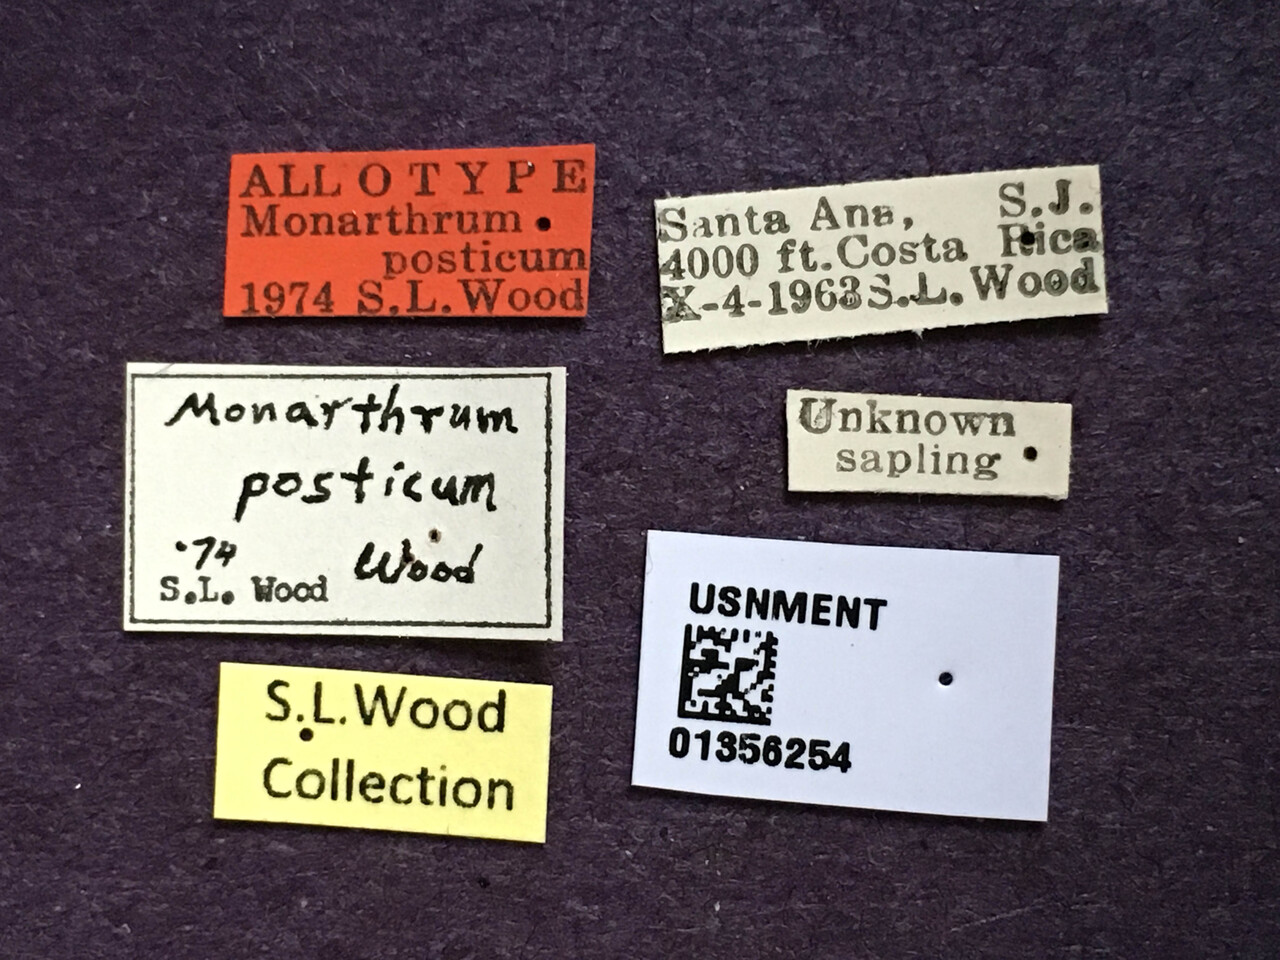 ALLOTYPE
Monarthrum
posticum
1974 S.L.Wood
Santa Ana, S.J.
4000 ft. Costa Rica
X-4-1963 S.L. Wood
Monarthrum
posticum
'74 Wood
S.L. Wood
Unknown
sapling
S.L.Wood
Collection
USNMENT
01356254